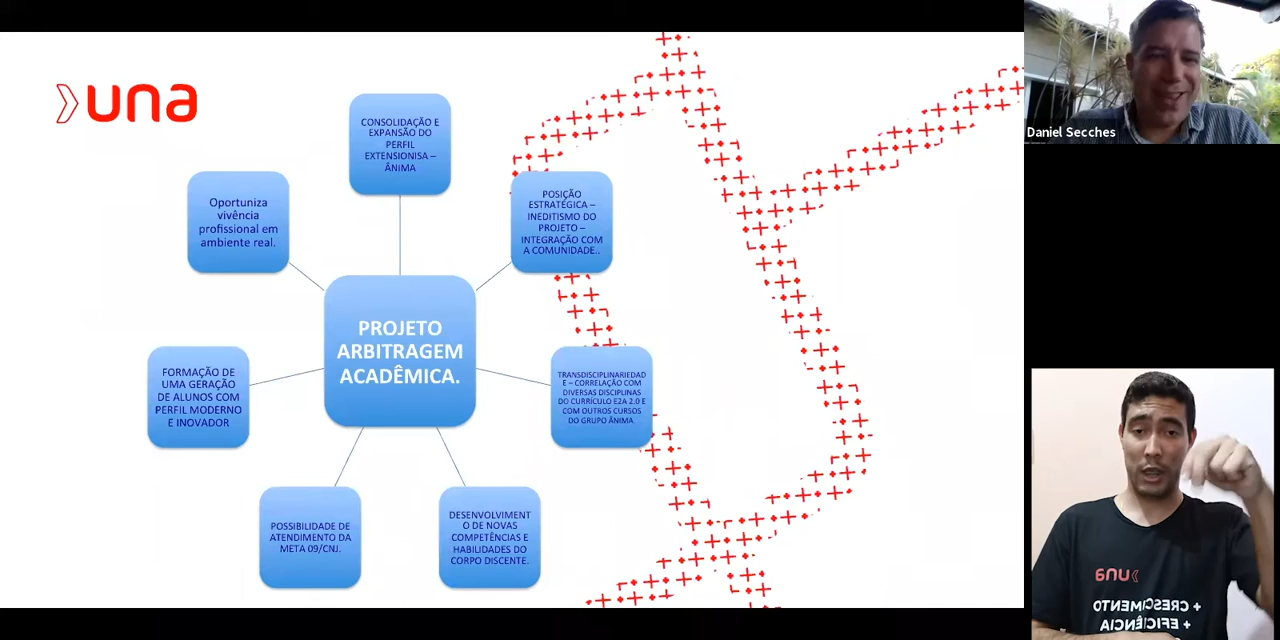 una
CONSOLIDAÇÃO E
EXPANSÃO DO
PERFIL
EXTENSIONISA –
ÂNIMA
Oportuniza
vivência
profissional em
ambiente real.
POSIÇÃO
ESTRATÉGICA –
INEDITISMO DO
PROJETO –
INTEGRAÇÃO COM
A COMUNIDADE..
PROJETO
ARBITRAGEM
ACADÊMICA.
FORMAÇÃO DE
UMA GERAÇÃO
DE ALUNOS COM
PERFIL MODERNO
E INOVADOR
TRANSDISCIPLINARIEDAD
E – CORRELAÇÃO COM
DIVERSAS DISCIPLINAS
DO CURRÍCULO E2A 2.0 E
COM OUTROS CURSOS
DO GRUPO ÂNIMA
POSSIBILIDADE DE
ATENDIMENTO DA
META 09/CNJ.
DESENVOLVIMENT
O DE NOVAS
COMPETÊNCIAS E
HABILIDADES DO
CORPO DISCENTE.
Daniel Secches
una
+ CRESCIMENTO
+ EFICIÊNCIA